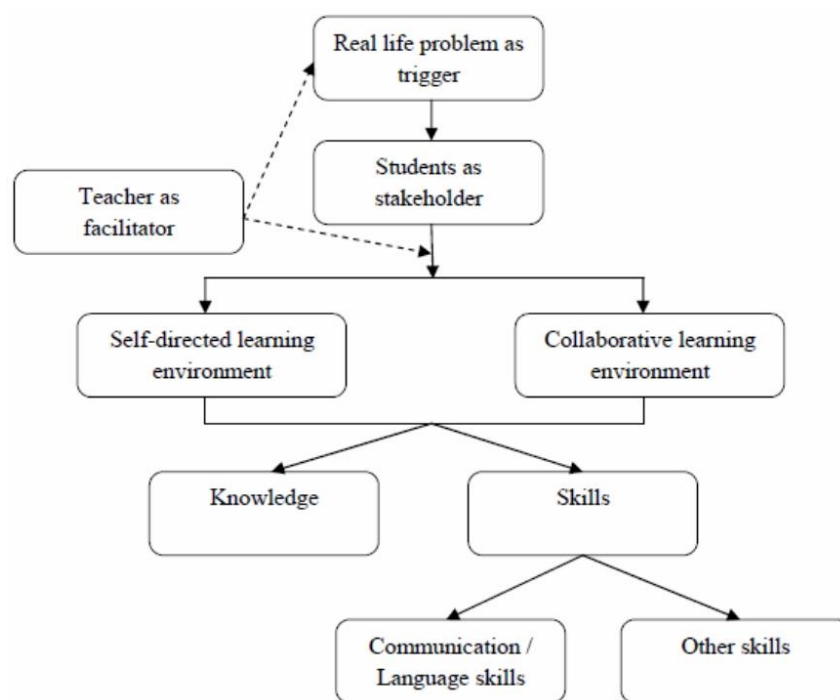 Real life problem as
trigger
Students as
stakeholder
Teacher as
facilitator
Self-directed learning
environment
Collaborative learning
environment
Knowledge
Skills
Communication /
Language skills
Other skills